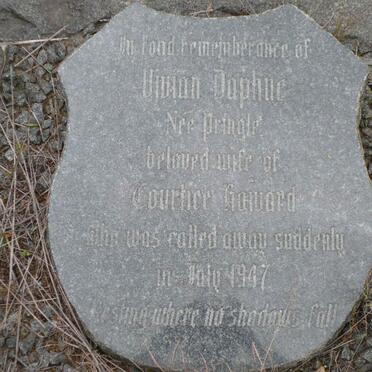 In fond remembrance of
Vivian Daphne
Nee Pringle
beloved wife of
Courtier Howard
Who was called away suddenly
in July 1947
Resting where no shadows fall